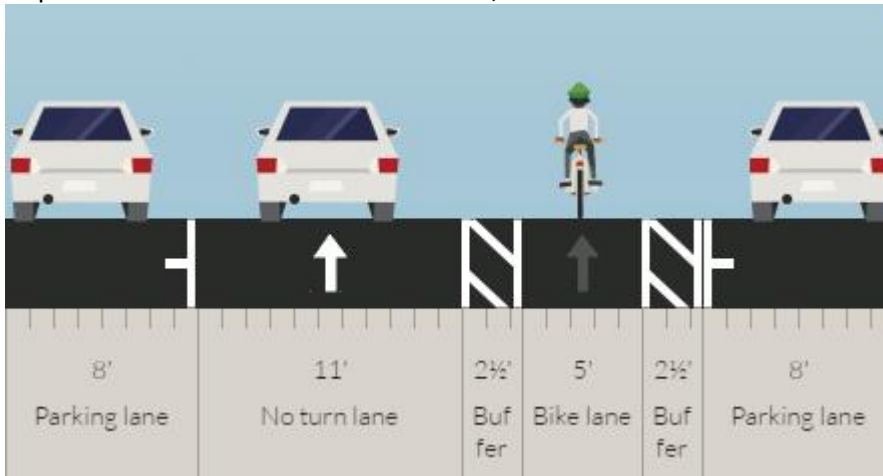 8' 11' 2½' 5' 2½' 8'
Parking lane No turn lane Buf Bike lane Buf Parking lane
fer fer